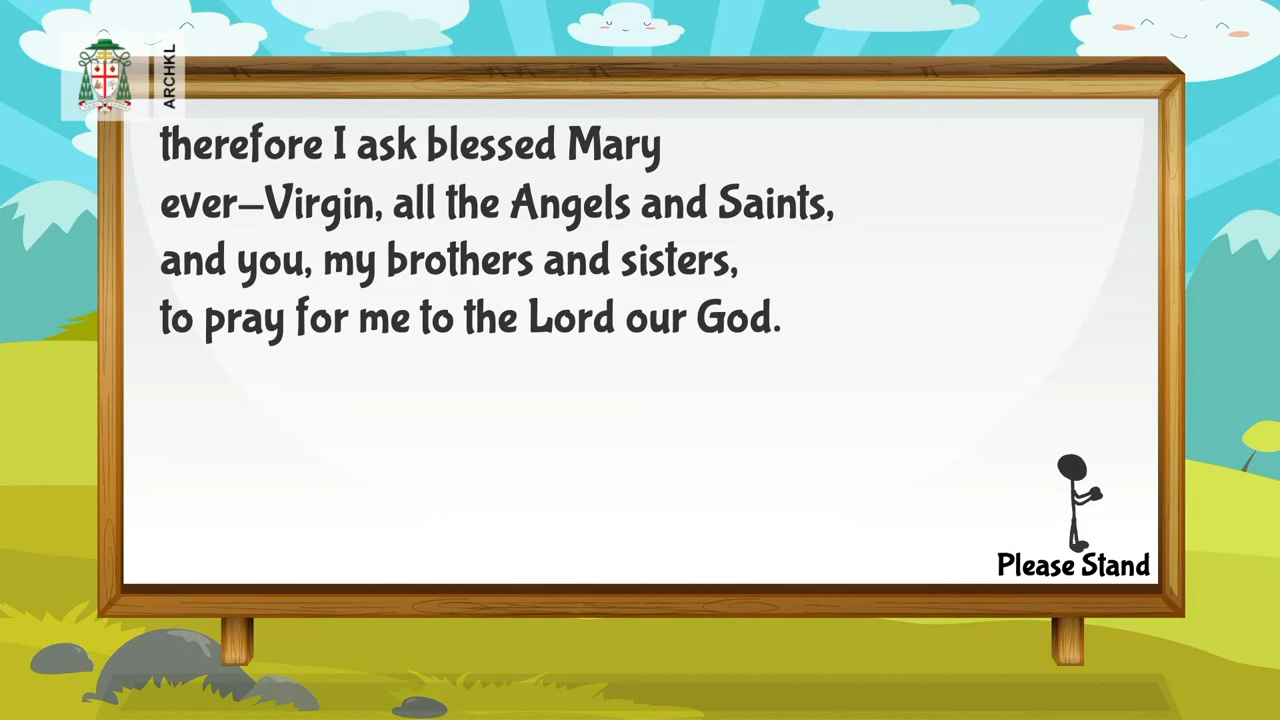 ARCHKL
therefore I ask blessed Mary
ever–Virgin, all the Angels and Saints,
and you, my brothers and sisters,
to pray for me to the Lord our God.
Please Stand